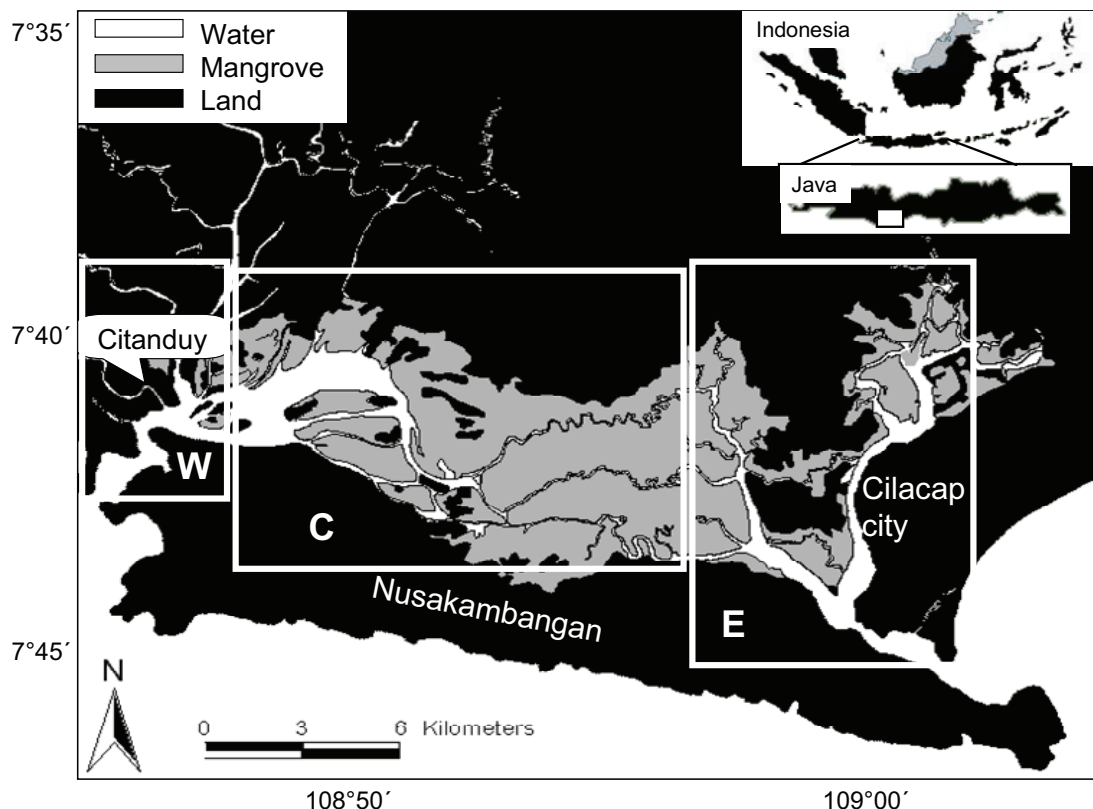 7°35´
Water
Mangrove
Land
Indonesia
Java
7°40´
Citanduy
W
C
Cilacap
city
Nusakambangan
E
7°45´
N
0 3 6 Kilometers
108°50´ 109°00´